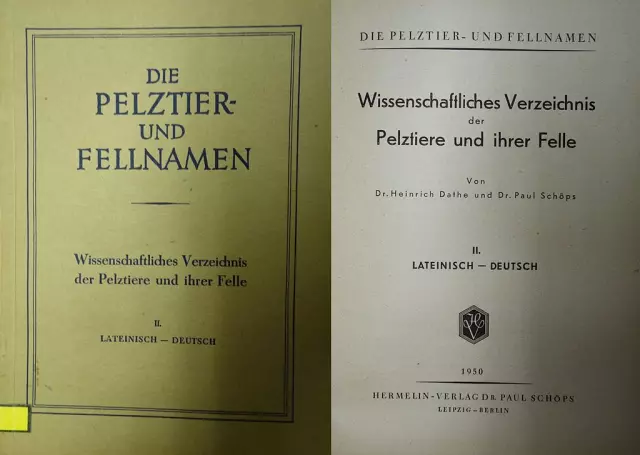 DIE
PELZTIER-
UND
FELLNAMEN
Wissenschaftliches Verzeichnis
der Pelztiere und ihrer Felle
II.
LATEINISCH — DEUTSCH
DIE PELZTIER- UND FELLNAMEN
Wissenschaftliches Verzeichnis
der
Pelztiere und ihrer Felle
Von
Dr. Heinrich Dathe und Dr. Paul Schöps
II.
LATEINISCH — DEUTSCH
HV
1950
HERMELIN-VERLAG DR. PAUL SCHÖPS
LEIPZIG - BERLIN